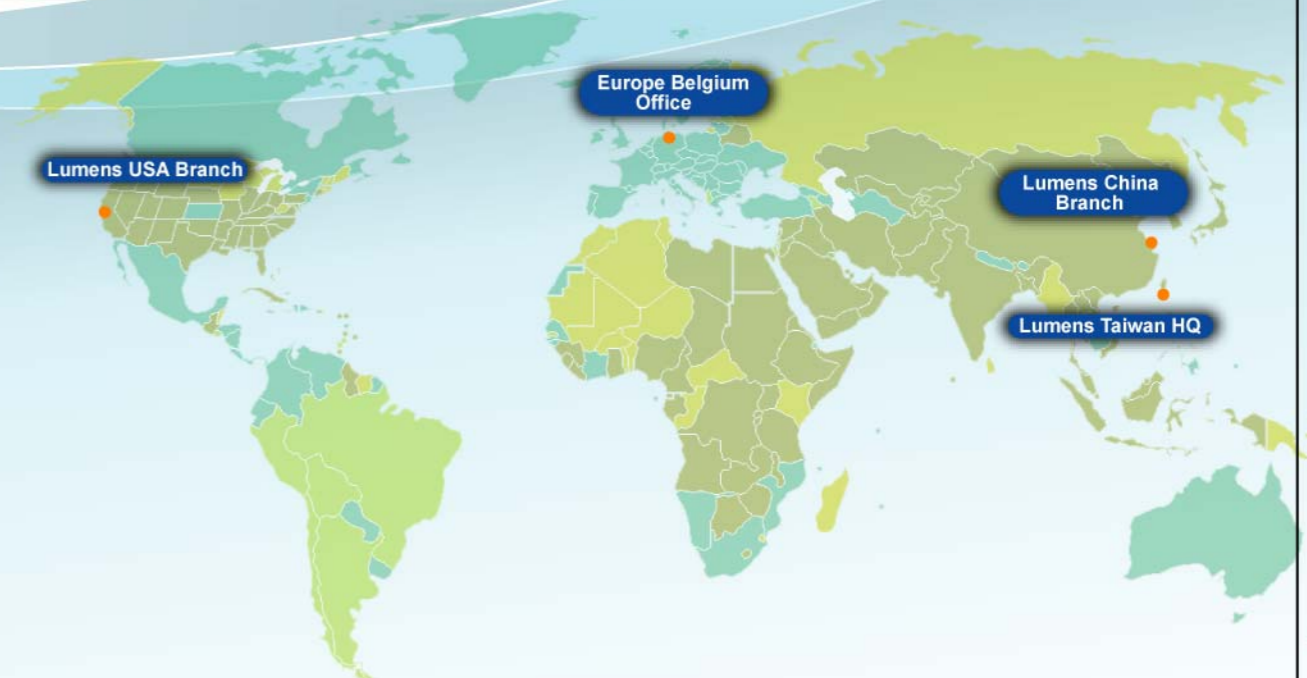 Europe Belgium
Office
Lumens USA Branch
Lumens China
Branch
Lumens Taiwan HQ